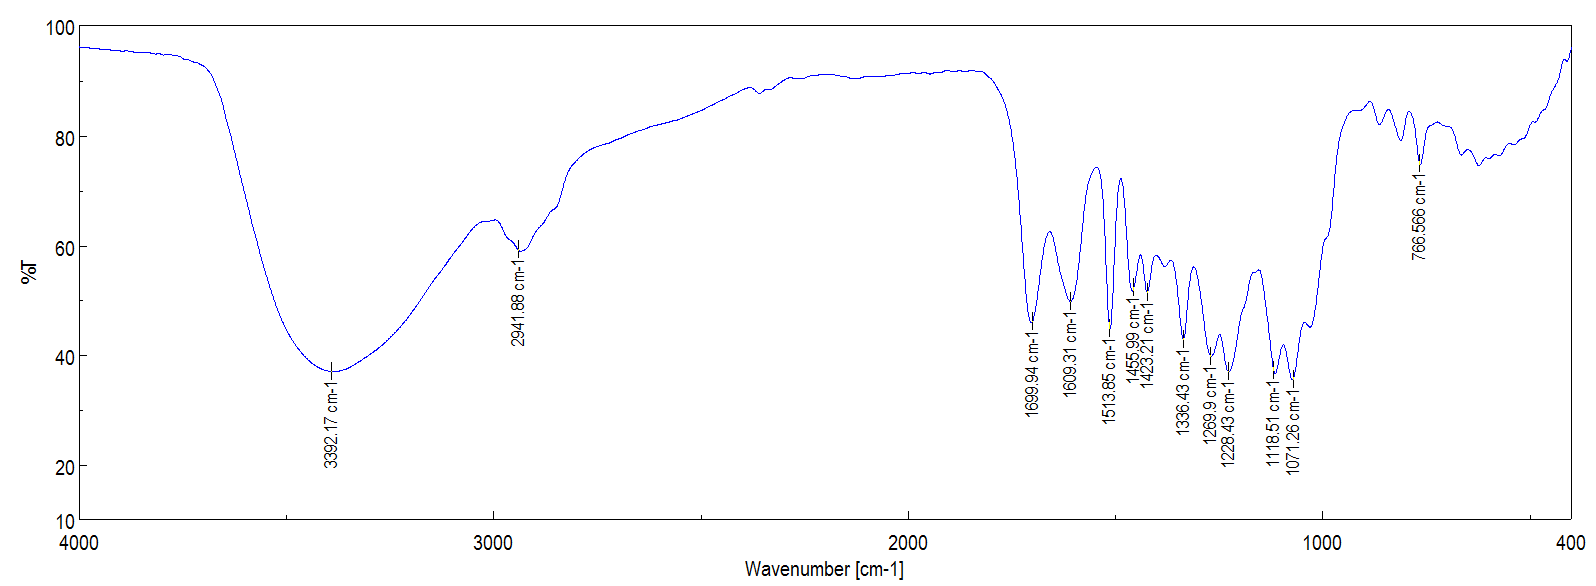 100
80
60
40
20
10
%T
4000
3000
2000
1000
400
Wavenumber [cm-1]
3392.17 cm-1
2941.88 cm-1
1699.94 cm-1
1609.31 cm-1
1513.85 cm-1
1455.99 cm-1
1423.21 cm-1
1336.43 cm-1
1269.9 cm-1
1228.43 cm-1
1118.51 cm-1
1071.26 cm-1
766.566 cm-1